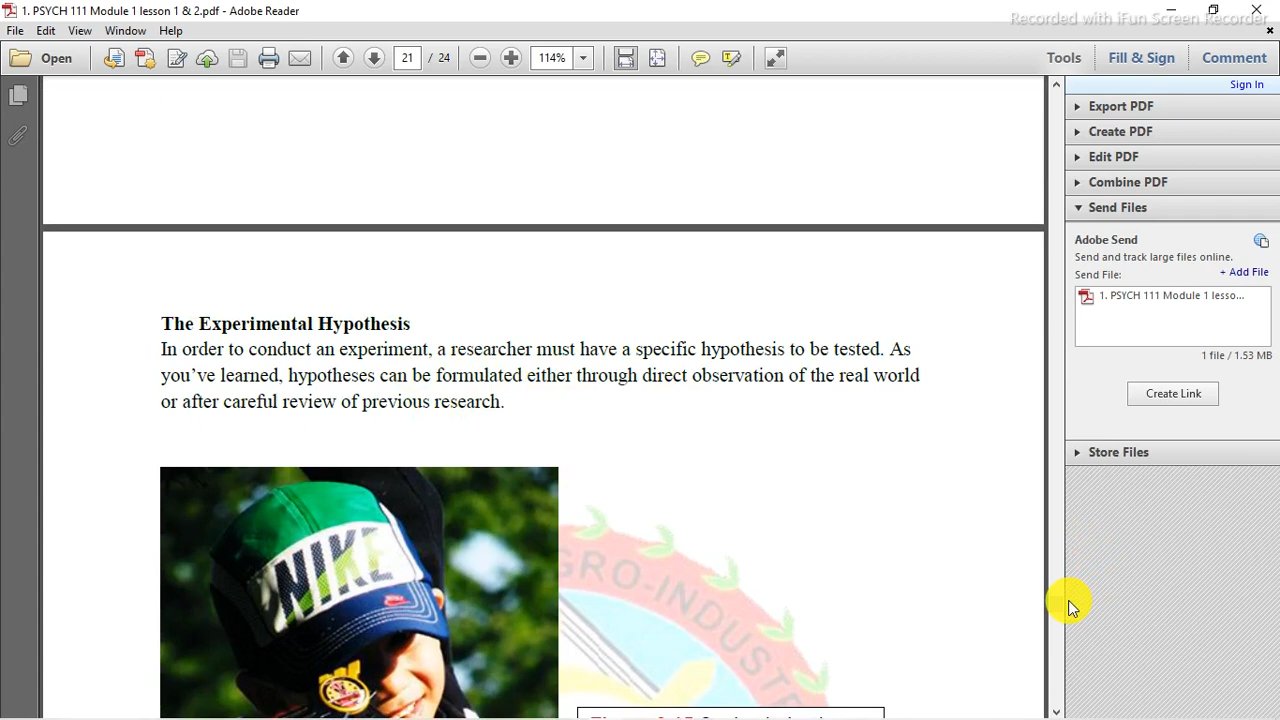 1. PSYCH 111 Module 1 lesson 1 & 2.pdf - Adobe Reader
Recorded with iFun Screen Recorder
File Edit View Window Help
Open 21 / 24 114% Tools Fill & Sign Comment
Sign In
Export PDF
Create PDF
Edit PDF
Combine PDF
Send Files
Adobe Send
Send and track large files online.
Send File: + Add File
1. PSYCH 111 Module 1 lesso...
1 file / 1.53 MB
Create Link
Store Files
The Experimental Hypothesis
In order to conduct an experiment, a researcher must have a specific hypothesis to be tested. As
you’ve learned, hypotheses can be formulated either through direct observation of the real world
or after careful review of previous research.
NIKE
GRO-INDUSTR